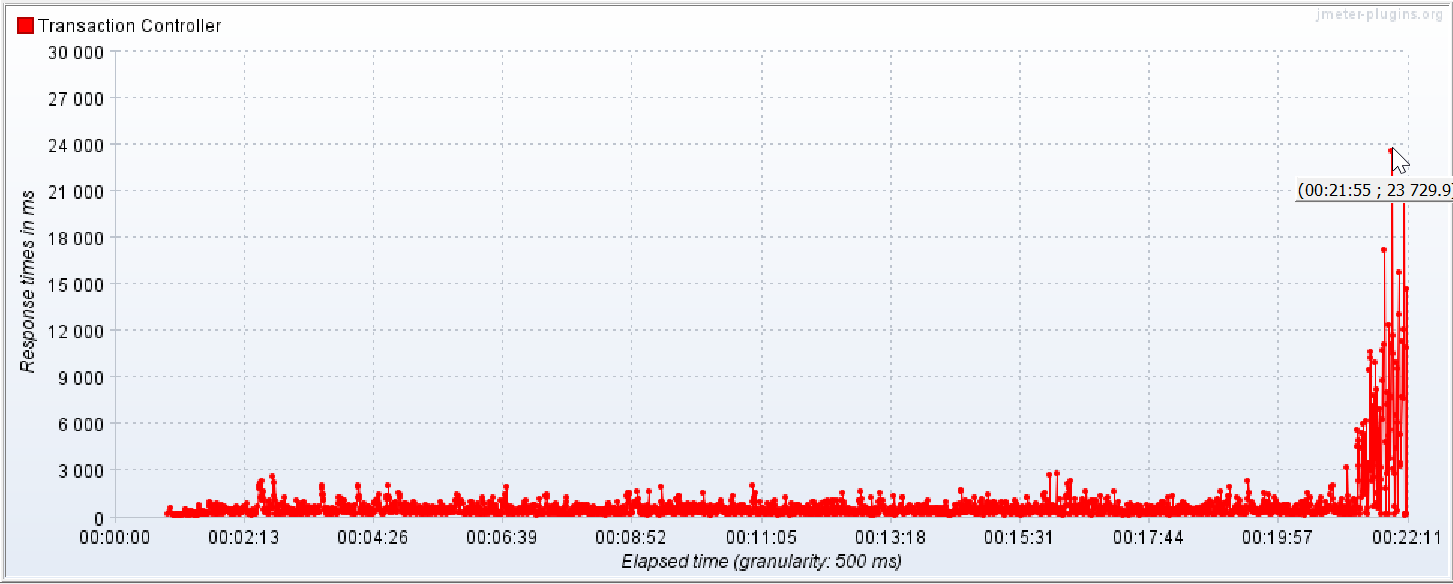 jmeter-plugins.org
Transaction Controller
30 000
27 000
24 000
21 000
18 000
15 000
12 000
9 000
6 000
3 000
0
Response times in ms
(00:21:55 ; 23 729.9
00:00:00 00:02:13 00:04:26 00:06:39 00:08:52 00:11:05 00:13:18 00:15:31 00:17:44 00:19:57 00:22:11
Elapsed time (granularity: 500 ms)